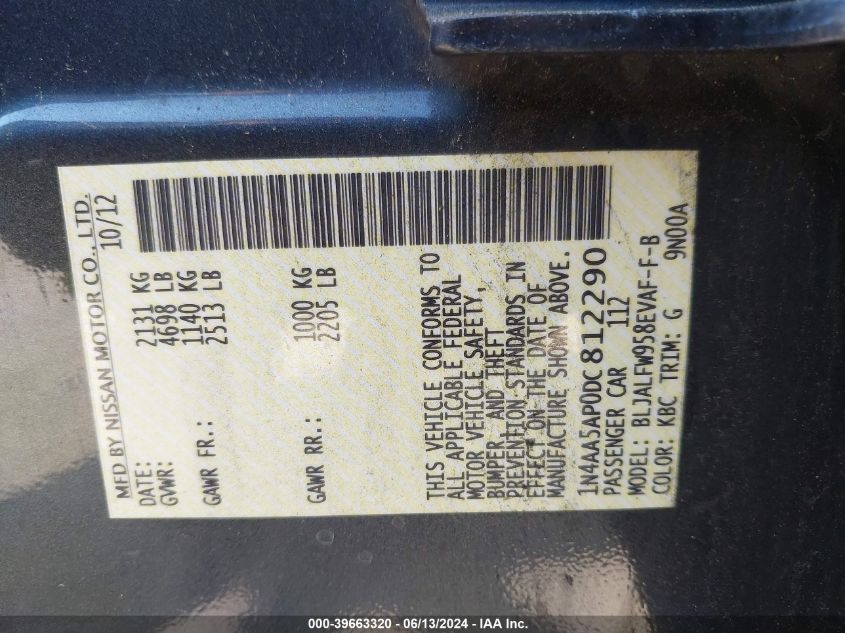 MFD BY NISSAN MOTOR CO., LTD.
DATE: 10/12
GVWR: 2131 KG
4698 LB
GAWR FR.: 1140 KG
2513 LB
GAWR RR.: 1000 KG
2205 LB
THIS VEHICLE CONFORMS TO
ALL APPLICABLE FEDERAL
MOTOR VEHICLE SAFETY,
BUMPER, AND THEFT
PREVENTION STANDARDS IN
EFFECT ON THE DATE OF
MANUFACTURE SHOWN ABOVE.
1N4AA5AP0DC812290
PASSENGER CAR 112
MODEL: BLJALFW958EVAF-F-B
COLOR: KBC TRIM: G 9N00A
000-39663320 - 06/13/2024 - IAA Inc.